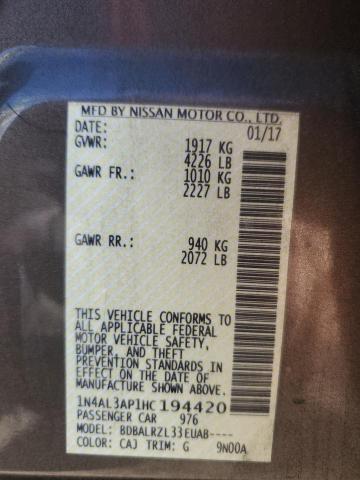 MFD BY NISSAN MOTOR CO., LTD.
DATE: 01/17
GVWR: 1917 KG
4226 LB
GAWR FR.: 1010 KG
2227 LB
GAWR RR.: 940 KG
2072 LB
THIS VEHICLE CONFORMS TO
ALL APPLICABLE FEDERAL
MOTOR VEHICLE SAFETY,
BUMPER, AND THEFT
PREVENTION STANDARDS IN
EFFECT ON THE DATE OF
MANUFACTURE SHOWN ABOVE.
1N4AL3AP1HC 194420
PASSENGER CAR 976
MODEL: BDBALRZL33EUAB----
COLOR: CAJ TRIM: G 9N00A